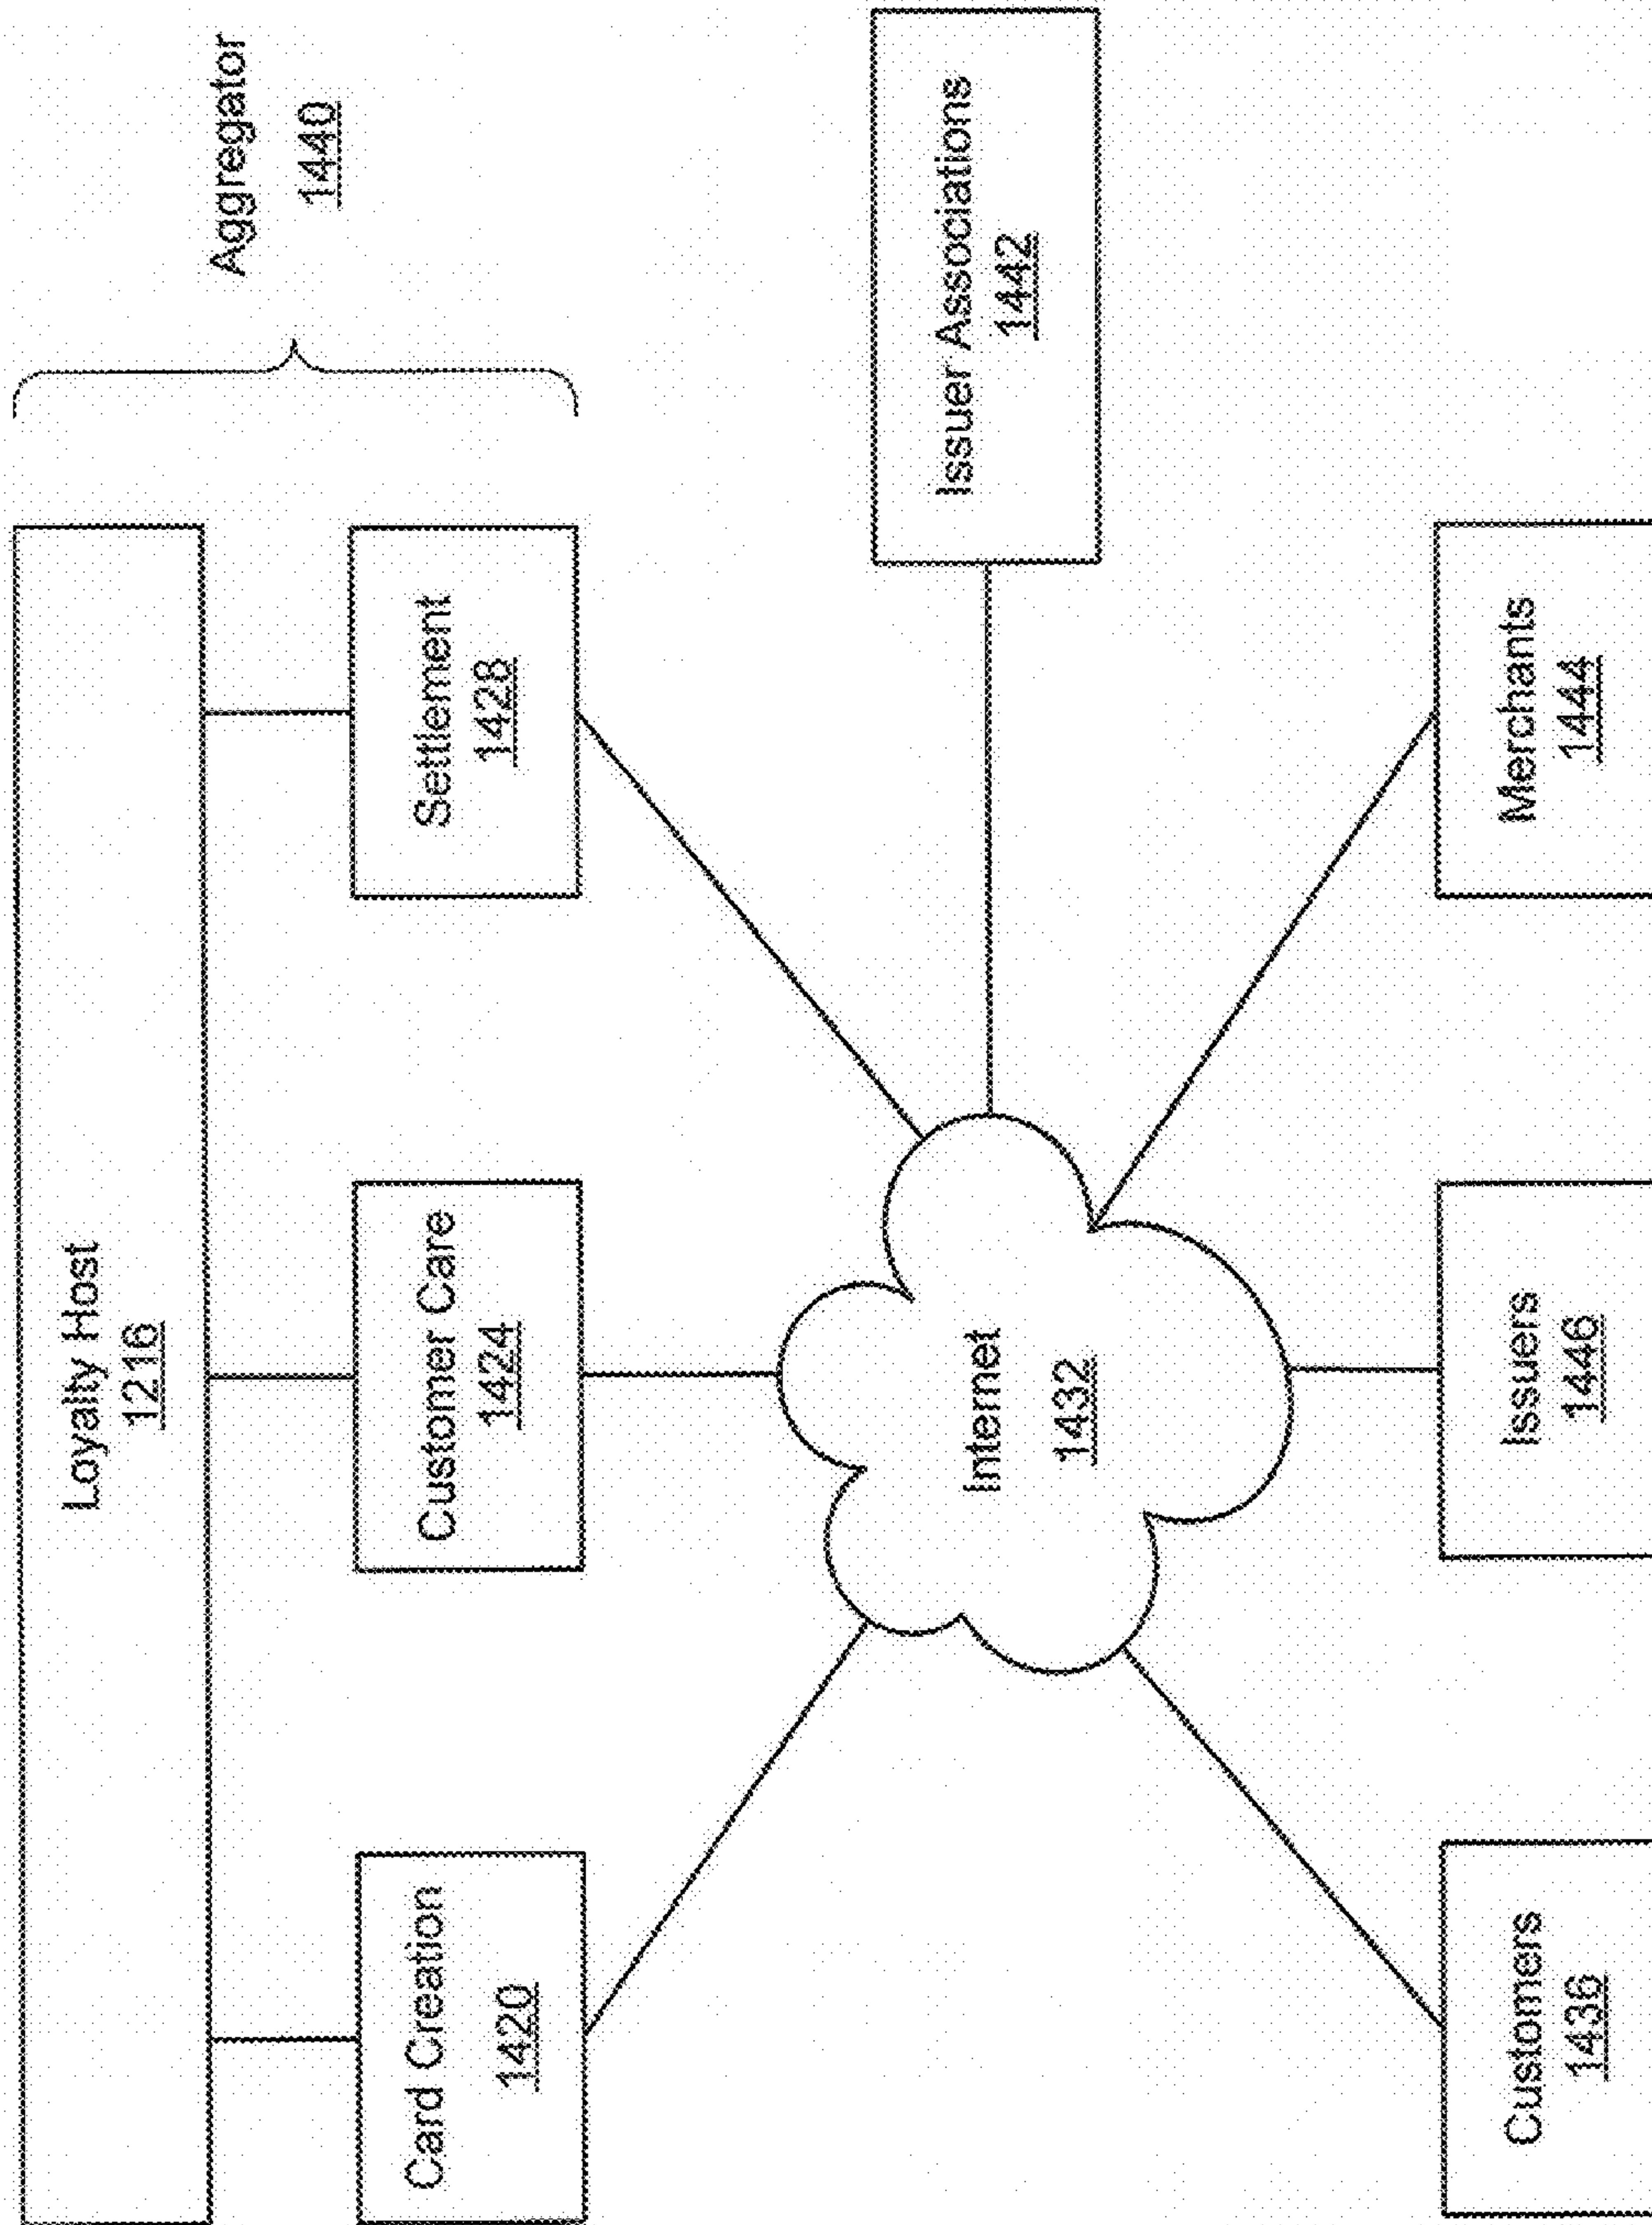 Loyalty Host
1216
Aggregator
1440
Card Creation
1420
Customer Care
1424
Settlement
1428
Internet
1432
Issuer Associations
1442
Customers
1436
Issuers
1446
Merchants
1444